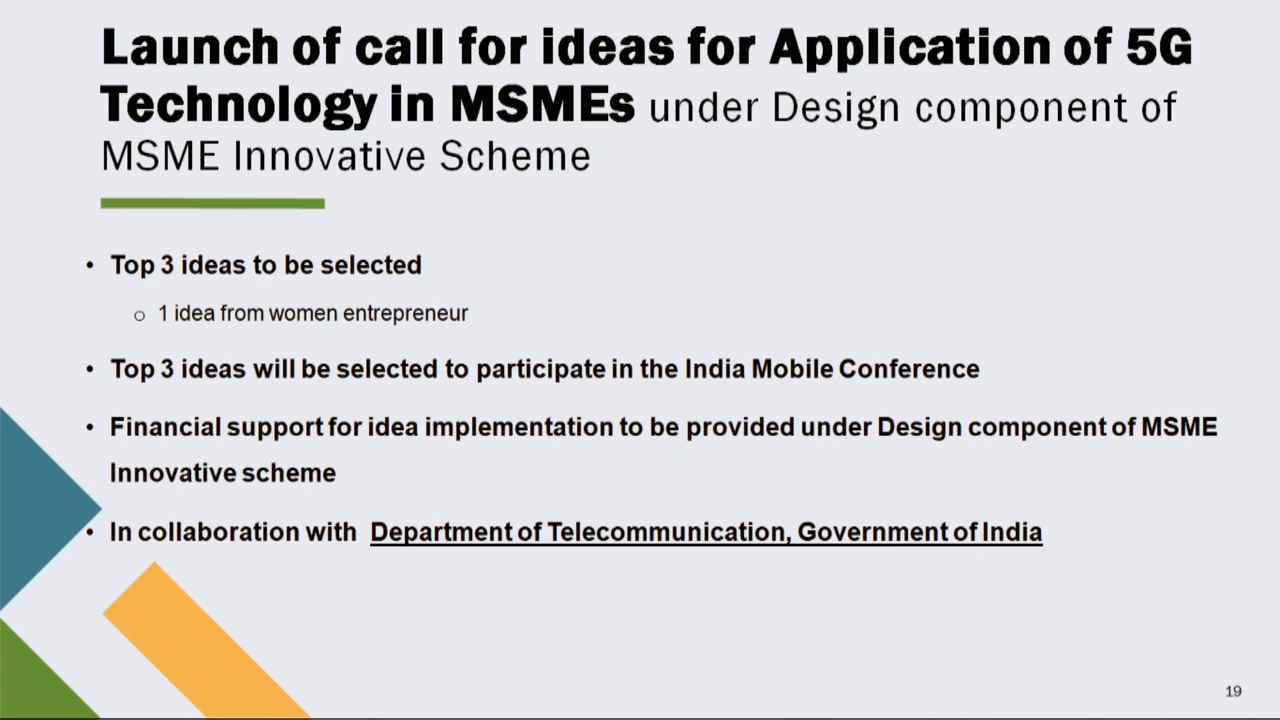 Launch of call for ideas for Application of 5G
Technology in MSMEs under Design component of
MSME Innovative Scheme
• Top 3 ideas to be selected
o 1 idea from women entrepreneur
• Top 3 ideas will be selected to participate in the India Mobile Conference
• Financial support for idea implementation to be provided under Design component of MSME
Innovative scheme
• In collaboration with Department of Telecommunication, Government of India
19